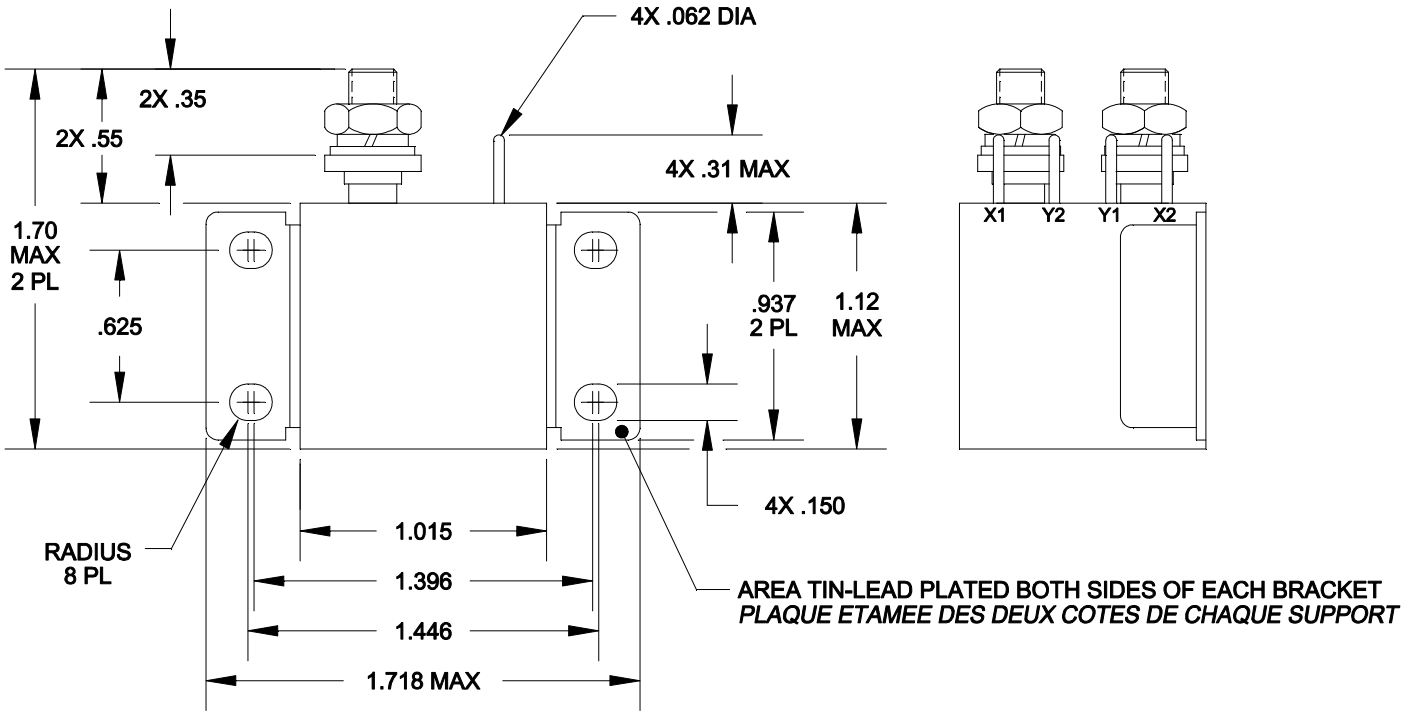 4X .062 DIA
2X .35
2X .55
4X .31 MAX
1.70
MAX
2 PL
X1 Y2 Y1 X2
.625
.937
2 PL
1.12
MAX
4X .150
1.015
RADIUS
8 PL
1.396
AREA TIN-LEAD PLATED BOTH SIDES OF EACH BRACKET
PLAQUE ETAMEE DES DEUX COTES DE CHAQUE SUPPORT
1.446
1.718 MAX